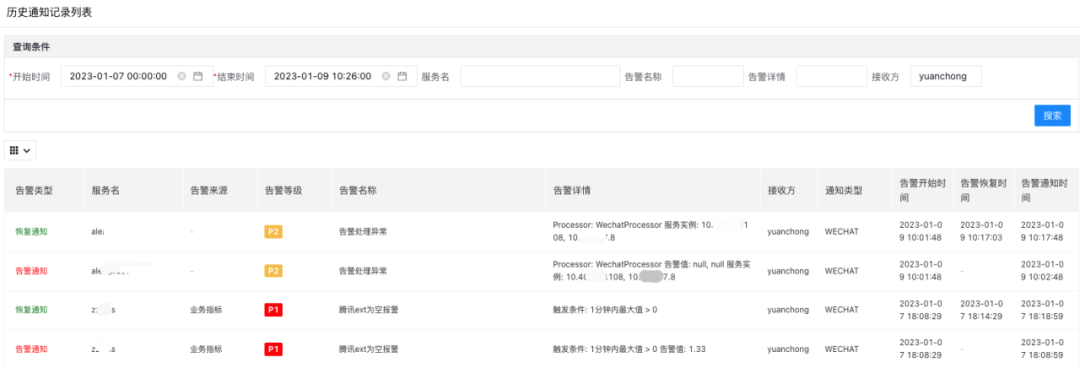 历史通知记录列表
查询条件
*开始时间 2023-01-07 00:00:00 *结束时间 2023-01-09 10:26:00 服务名 告警名称 告警详情 接收方 yuanchong
搜索
告警类型 服务名 告警来源 告警等级 告警名称 告警详情 接收方 通知类型 告警开始时间 告警恢复时间 告警通知时间
恢复通知 - P2 告警处理异常 Processor: WechatProcessor 服务实例: 10. 1
108, 10. .8 yuanchong WECHAT 2023-01-09 10:01:48 2023-01-09 10:17:03 2023-01-09 10:17:48
告警通知 - P2 告警处理异常 Processor: WechatProcessor 告警值: null, null 服务实
例: 10.4 108, 10. 7.8 yuanchong WECHAT 2023-01-09 10:01:48 - 2023-01-09 10:02:48
恢复通知 业务指标 P1 腾讯ext为空报警 触发条件: 1分钟内最大值 > 0 yuanchong WECHAT 2023-01-07 18:08:29 2023-01-07 18:14:29 2023-01-07 18:18:59
告警通知 业务指标 P1 腾讯ext为空报警 触发条件: 1分钟内最大值 > 0 告警值: 1.33 yuanchong WECHAT 2023-01-07 18:08:29 - 2023-01-07 18:08:59